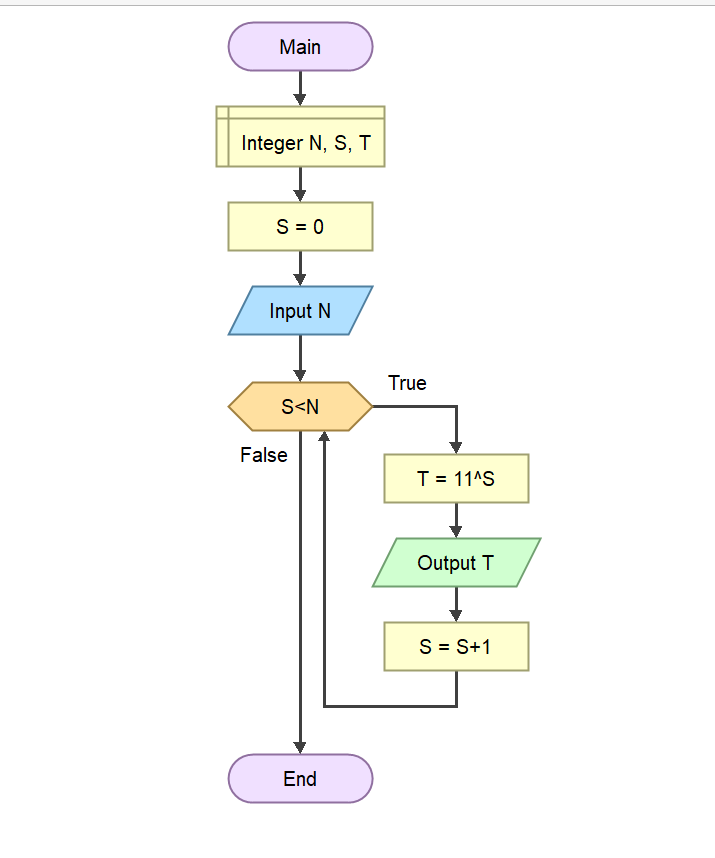 Main
Integer N, S, T
S = 0
Input N
S<N
True
False
T = 11^S
Output T
S = S+1
End